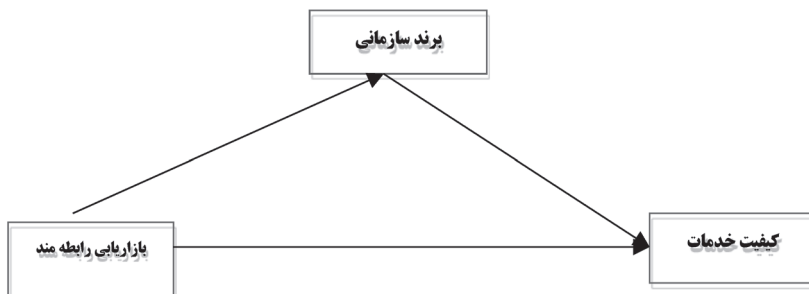 برند سازمانی
کیفیت خدمات
بازاریابی رابطه مند